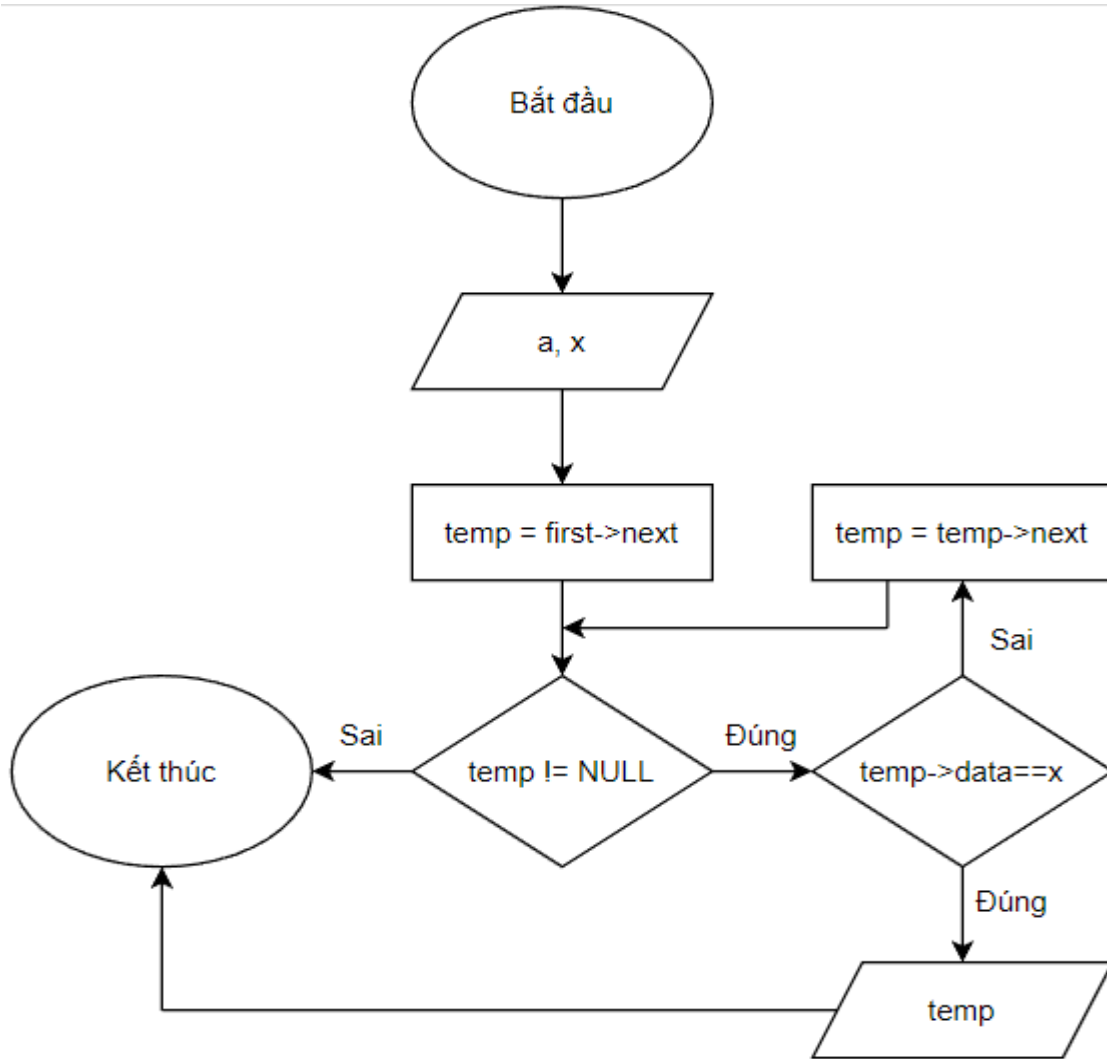 Bắt đầu
a, x
temp = first->next
temp = temp->next
Sai
Sai
Đúng
Kết thúc
temp != NULL
temp->data==x
Đúng
temp